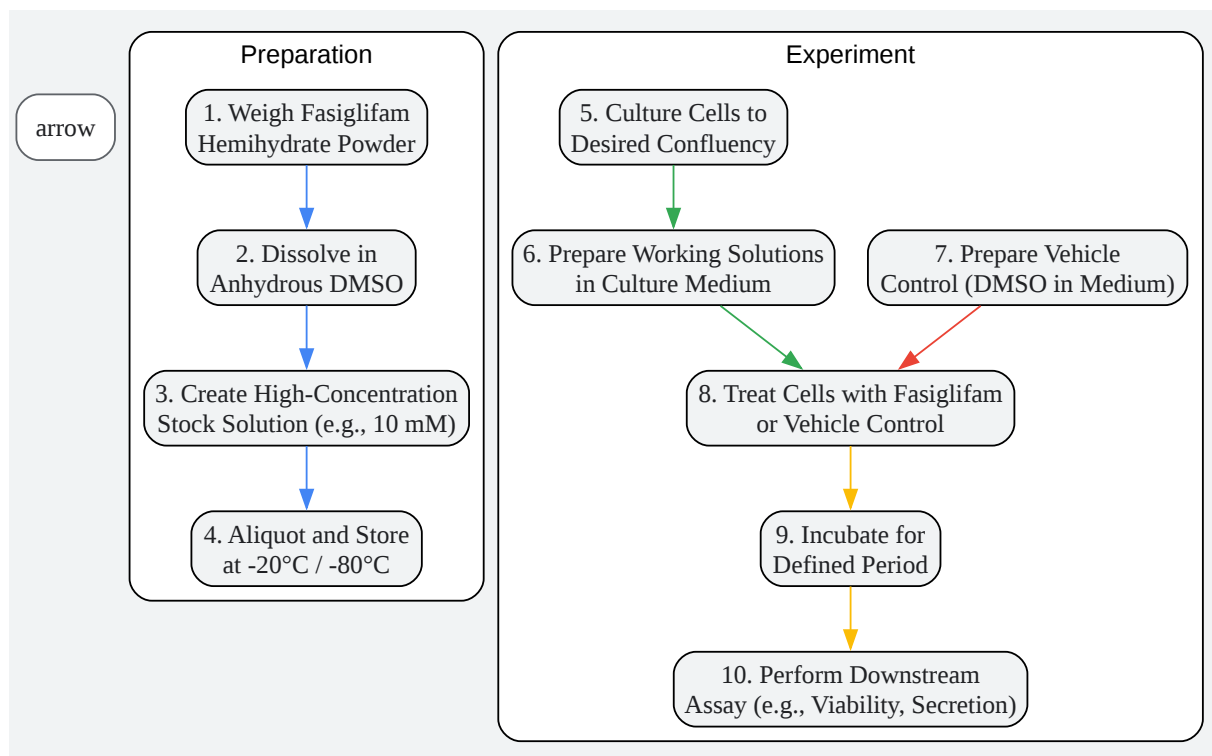 arrow
Preparation
1. Weigh Fasiglifam
Hemihydrate Powder
2. Dissolve in
Anhydrous DMSO
3. Create High-Concentration
Stock Solution (e.g., 10 mM)
4. Aliquot and Store
at -20°C / -80°C
Experiment
5. Culture Cells to
Desired Confluency
6. Prepare Working Solutions
in Culture Medium
7. Prepare Vehicle
Control (DMSO in Medium)
8. Treat Cells with Fasiglifam
or Vehicle Control
9. Incubate for
Defined Period
10. Perform Downstream
Assay (e.g., Viability, Secretion)